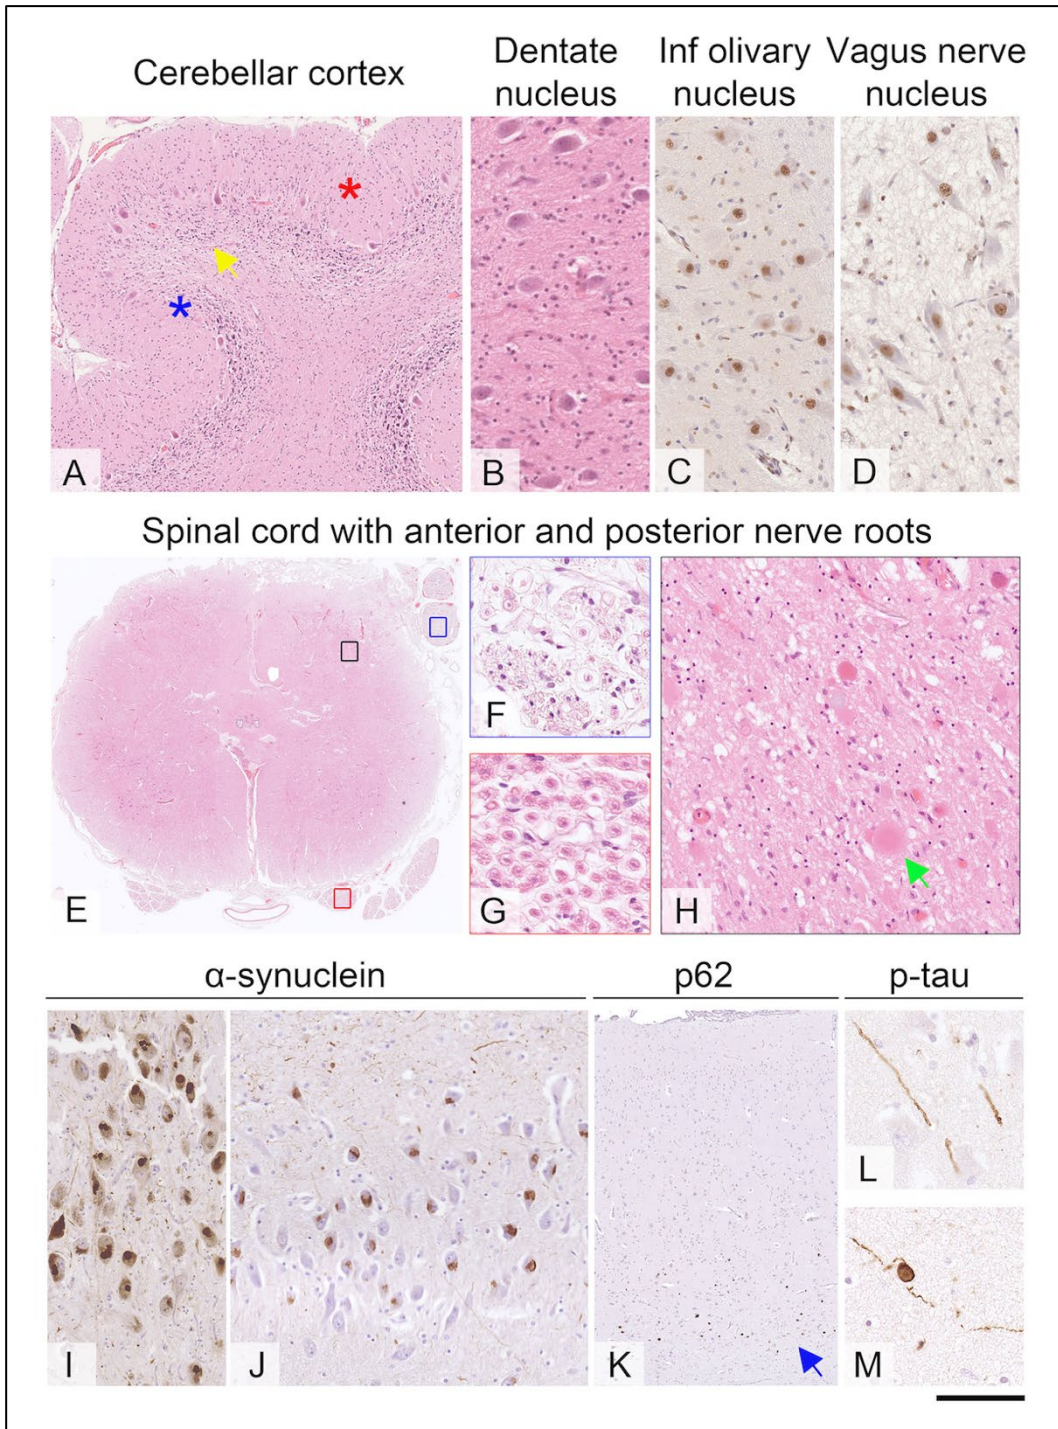 Cerebellar cortex
Dentate nucleus
Inf olivary nucleus
Vagus nerve nucleus
A
B
C
D
Spinal cord with anterior and posterior nerve roots
E
F
G
H
α-synuclein
p62
p-tau
I
J
K
L
M